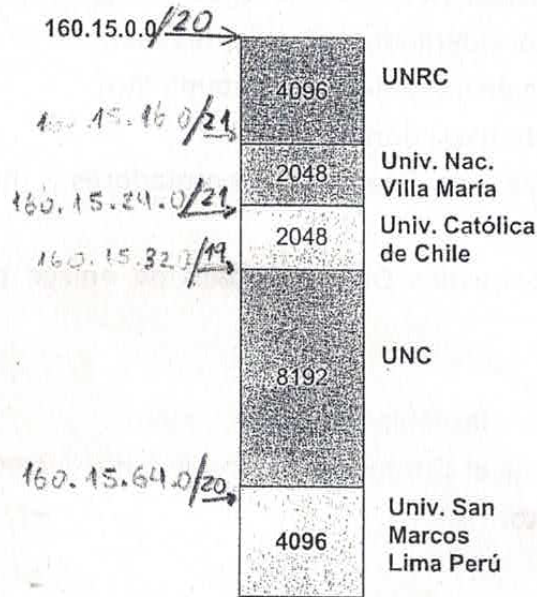 160.15.0.0/20
4096
UNRC
160.15.16.0/21
2048
Univ. Nac.
Villa María
160.15.24.0/21
2048
Univ. Católica
de Chile
160.15.32.0/19
8192
UNC
160.15.64.0/20
4096
Univ. San
Marcos
Lima Perú